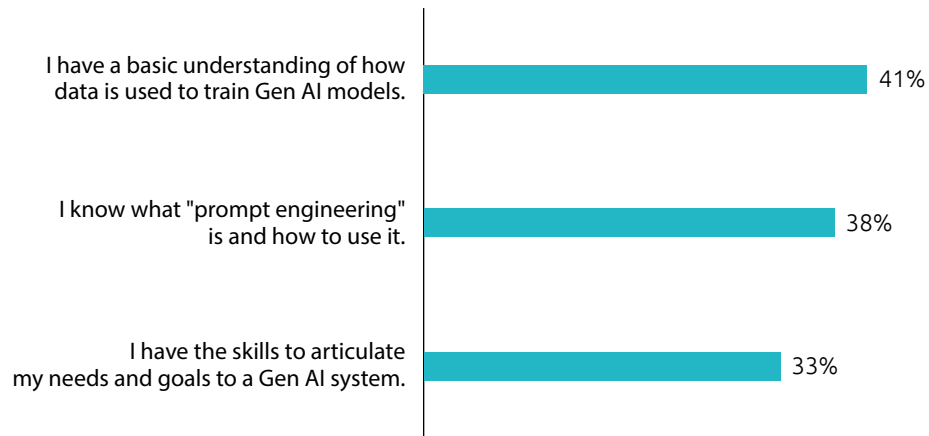 I have a basic understanding of how
data is used to train Gen AI models.
41%
I know what "prompt engineering"
is and how to use it.
38%
I have the skills to articulate
my needs and goals to a Gen AI system.
33%